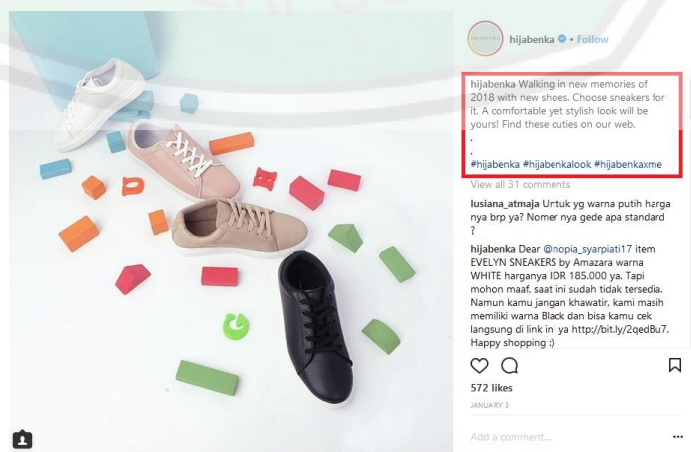 hijabenka • Follow
hijabenka Walking in new memories of
2018 with new shoes. Choose sneakers for
it. A comfortable yet stylish look will be
yours! Find these cuties on our web.
.
.
#hijabenka #hijabenkalook #hijabenkaxme
View all 31 comments
lusiana_atmaja Untuk yg warna putih harga
nya brp ya? Nomer nya gede apa standard
?
hijabenka Dear @nopia_syarpiati17 item
EVELYN SNEAKERS by Amazara warna
WHITE harganya IDR 185.000 ya. Tapi
mohon maaf, saat ini sudah tidak tersedia.
Namun kamu jangan khawatir, kami masih
memiliki warna Black dan bisa kamu cek
langsung di link ini ya http://bit.ly/2qedBu7.
Happy shopping :)
572 likes
JANUARY 3
Add a comment...